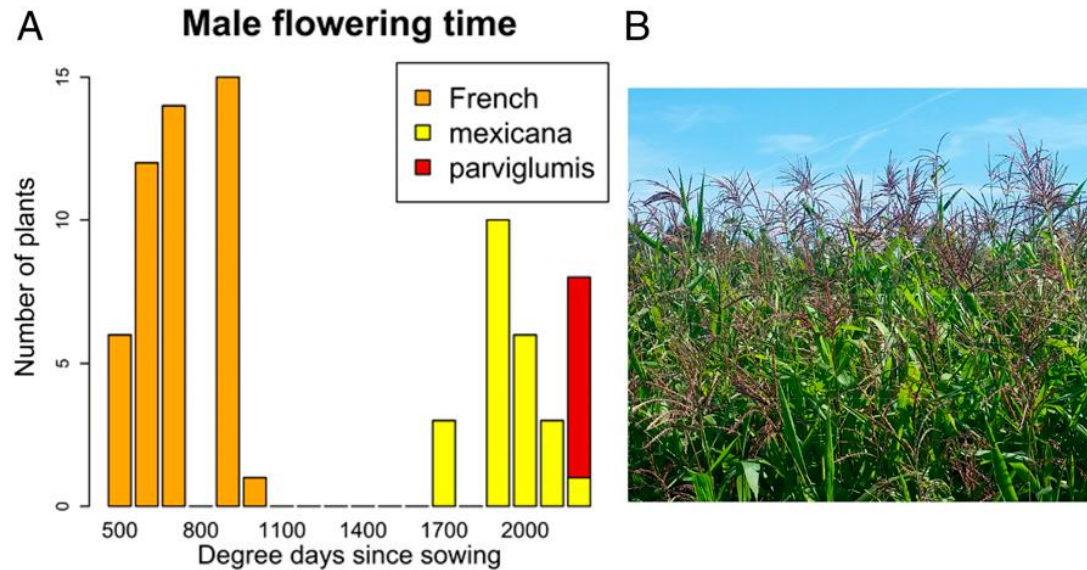 A
Male flowering time
B
French
mexicana
parviglumis
Number of plants
15
10
5
0
500 800 1100 1400 1700 2000
Degree days since sowing